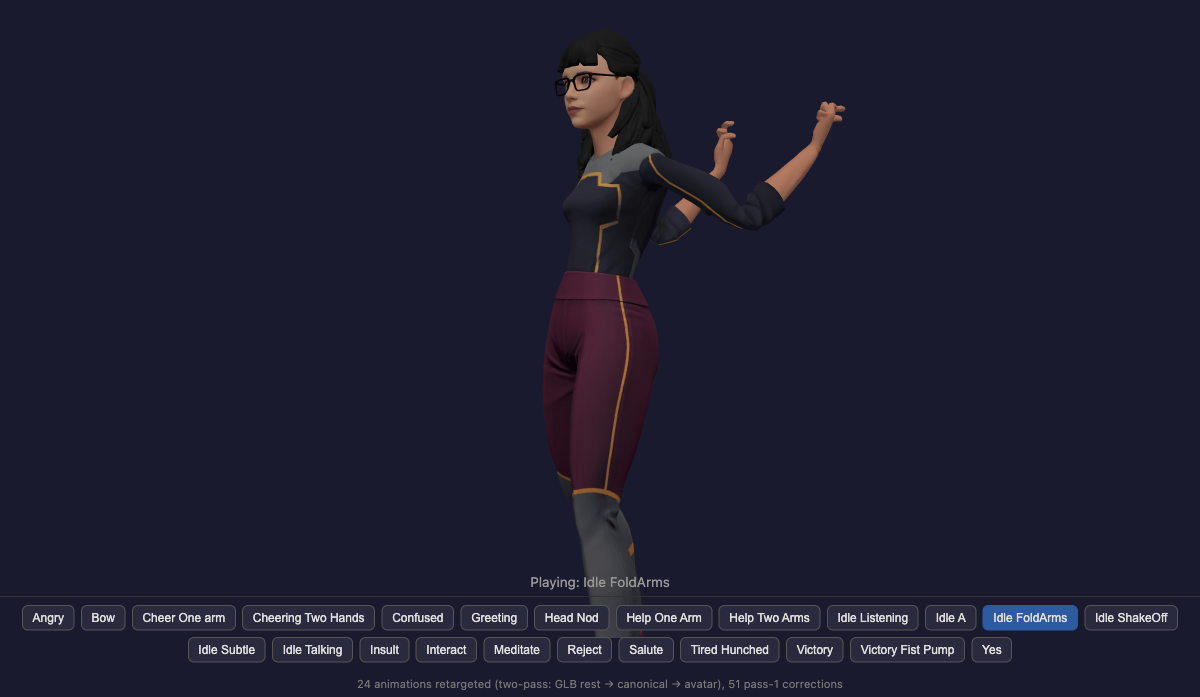 Playing: Idle FoldArms
Angry Bow Cheer One arm Cheering Two Hands Confused Greeting Head Nod Help One Arm Help Two Arms Idle Listening Idle A Idle FoldArms Idle ShakeOff
Idle Subtle Idle Talking Insult Interact Meditate Reject Salute Tired Hunched Victory Victory Fist Pump Yes
24 animations retargeted (two-pass: GLB rest → canonical → avatar), 51 pass-1 corrections